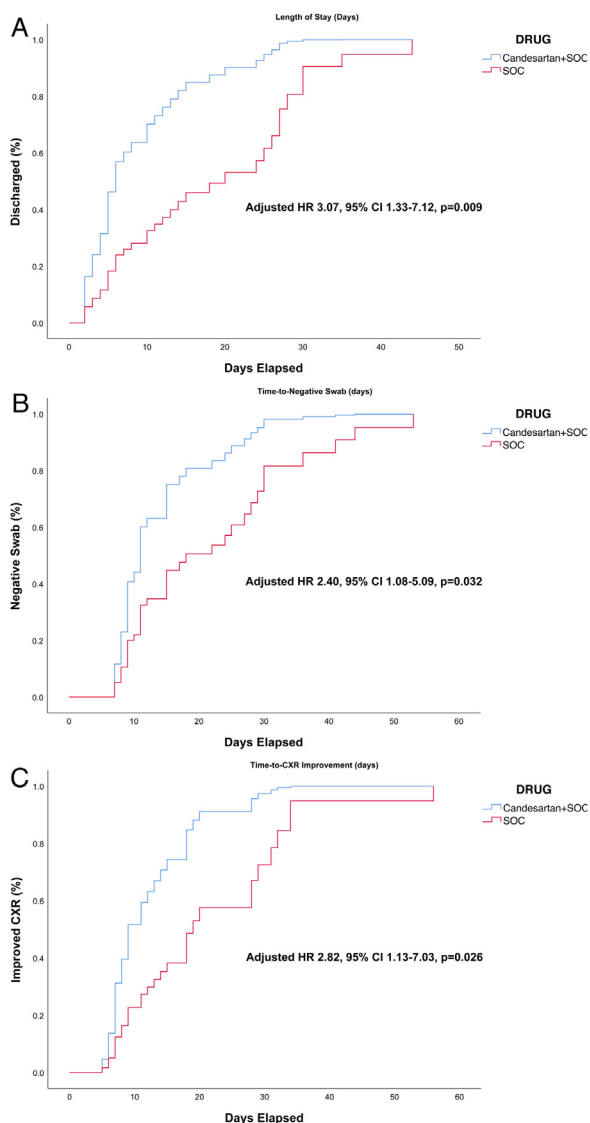 A
Length of Stay (Days)
DRUG
Candesartan+SOC
SOC
Discharged (%)
1.0
0.8
0.6
0.4
0.2
0.0
Adjusted HR 3.07, 95% CI 1.33-7.12, p=0.009
0 10 20 30 40 50
Days Elapsed
B
Time-to-Negative Swab (days)
DRUG
Candesartan+SOC
SOC
Negative Swab (%)
1.0
0.8
0.6
0.4
0.2
0.0
Adjusted HR 2.40, 95% CI 1.08-5.09, p=0.032
0 10 20 30 40 50 60
Days Elapsed
C
Time-to-CXR Improvement (days)
DRUG
Candesartan+SOC
SOC
Improved CXR (%)
1.0
0.8
0.6
0.4
0.2
0.0
Adjusted HR 2.82, 95% CI 1.13-7.03, p=0.026
0 10 20 30 40 50 60
Days Elapsed